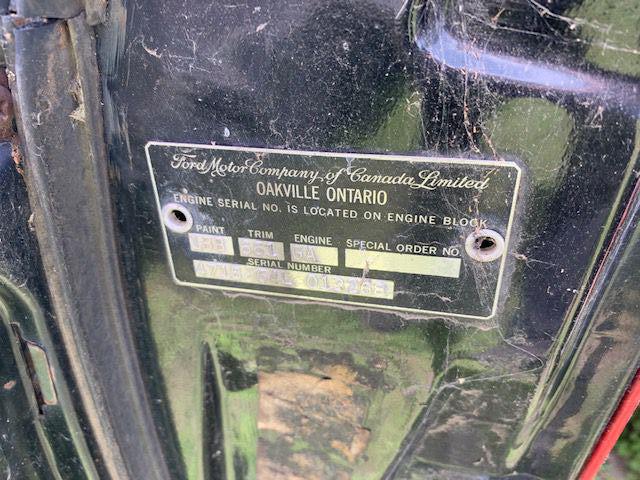 Ford Motor Company of Canada Limited
OAKVILLE ONTARIO
ENGINE SERIAL NO. IS LOCATED ON ENGINE BLOCK
PAINT TRIM ENGINE SPECIAL ORDER NO.
SERIAL NUMBER